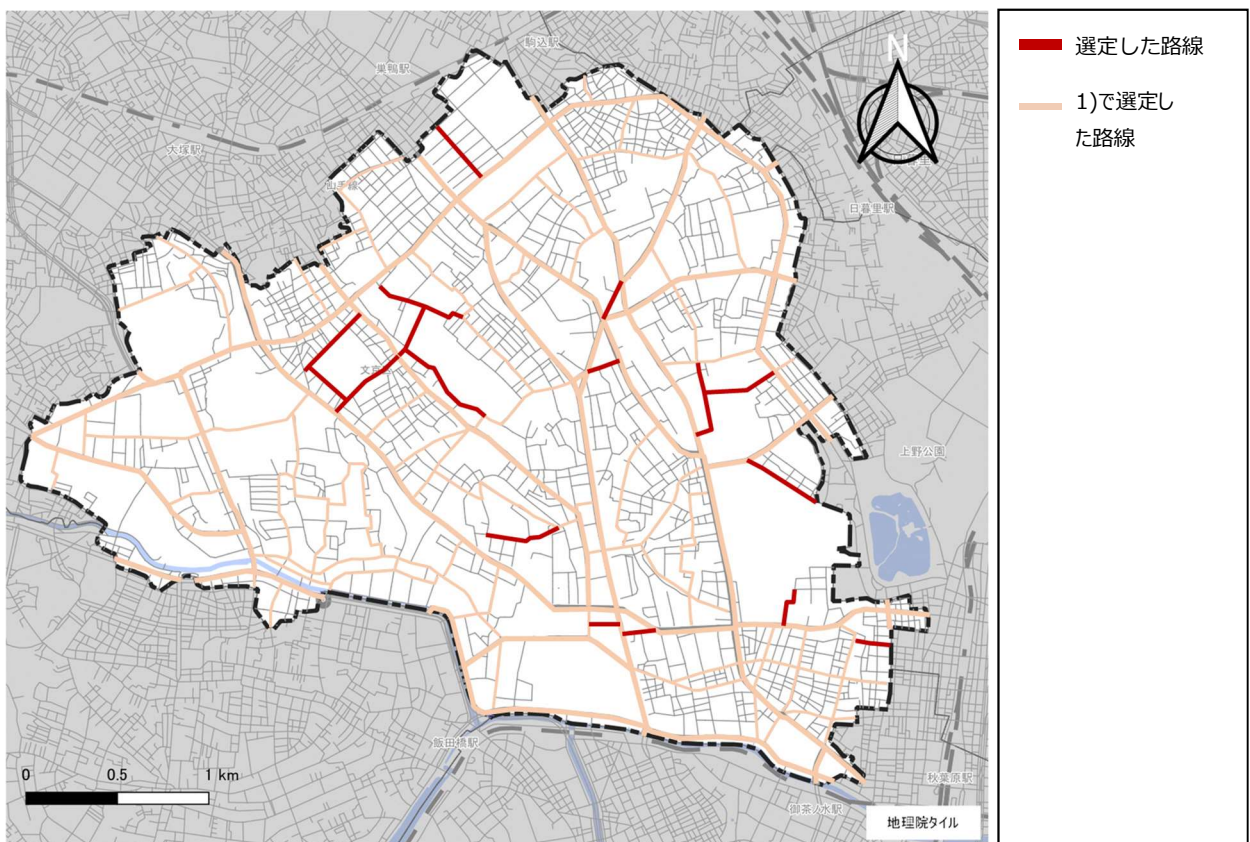 駒込駅
N
巣鴨駅
大塚駅
山手線
日暮里駅
文京区
上野公園
飯田橋駅
0 0.5 1 km
秋葉原駅
御茶ノ水駅
地理院タイル
選定した路線
1)で選定し
た路線